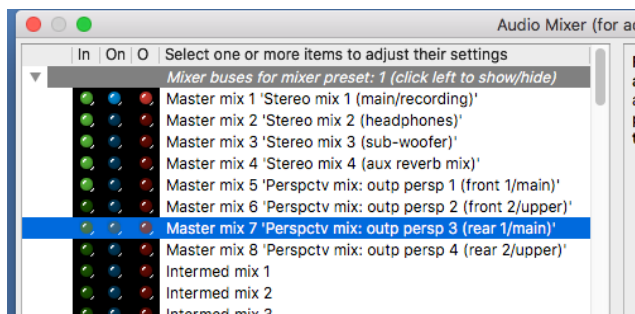 Audio Mixer (for a
In On O Select one or more items to adjust their settings
Mixer buses for mixer preset: 1 (click left to show/hide)
Master mix 1 'Stereo mix 1 (main/recording)'
Master mix 2 'Stereo mix 2 (headphones)'
Master mix 3 'Stereo mix 3 (sub-woofer)'
Master mix 4 'Stereo mix 4 (aux reverb mix)'
Master mix 5 'Perspctv mix: outp persp 1 (front 1/main)'
Master mix 6 'Perspctv mix: outp persp 2 (front 2/upper)'
Master mix 7 'Perspctv mix: outp persp 3 (rear 1/main)'
Master mix 8 'Perspctv mix: outp persp 4 (rear 2/upper)'
Intermed mix 1
Intermed mix 2
Intermed mix 3